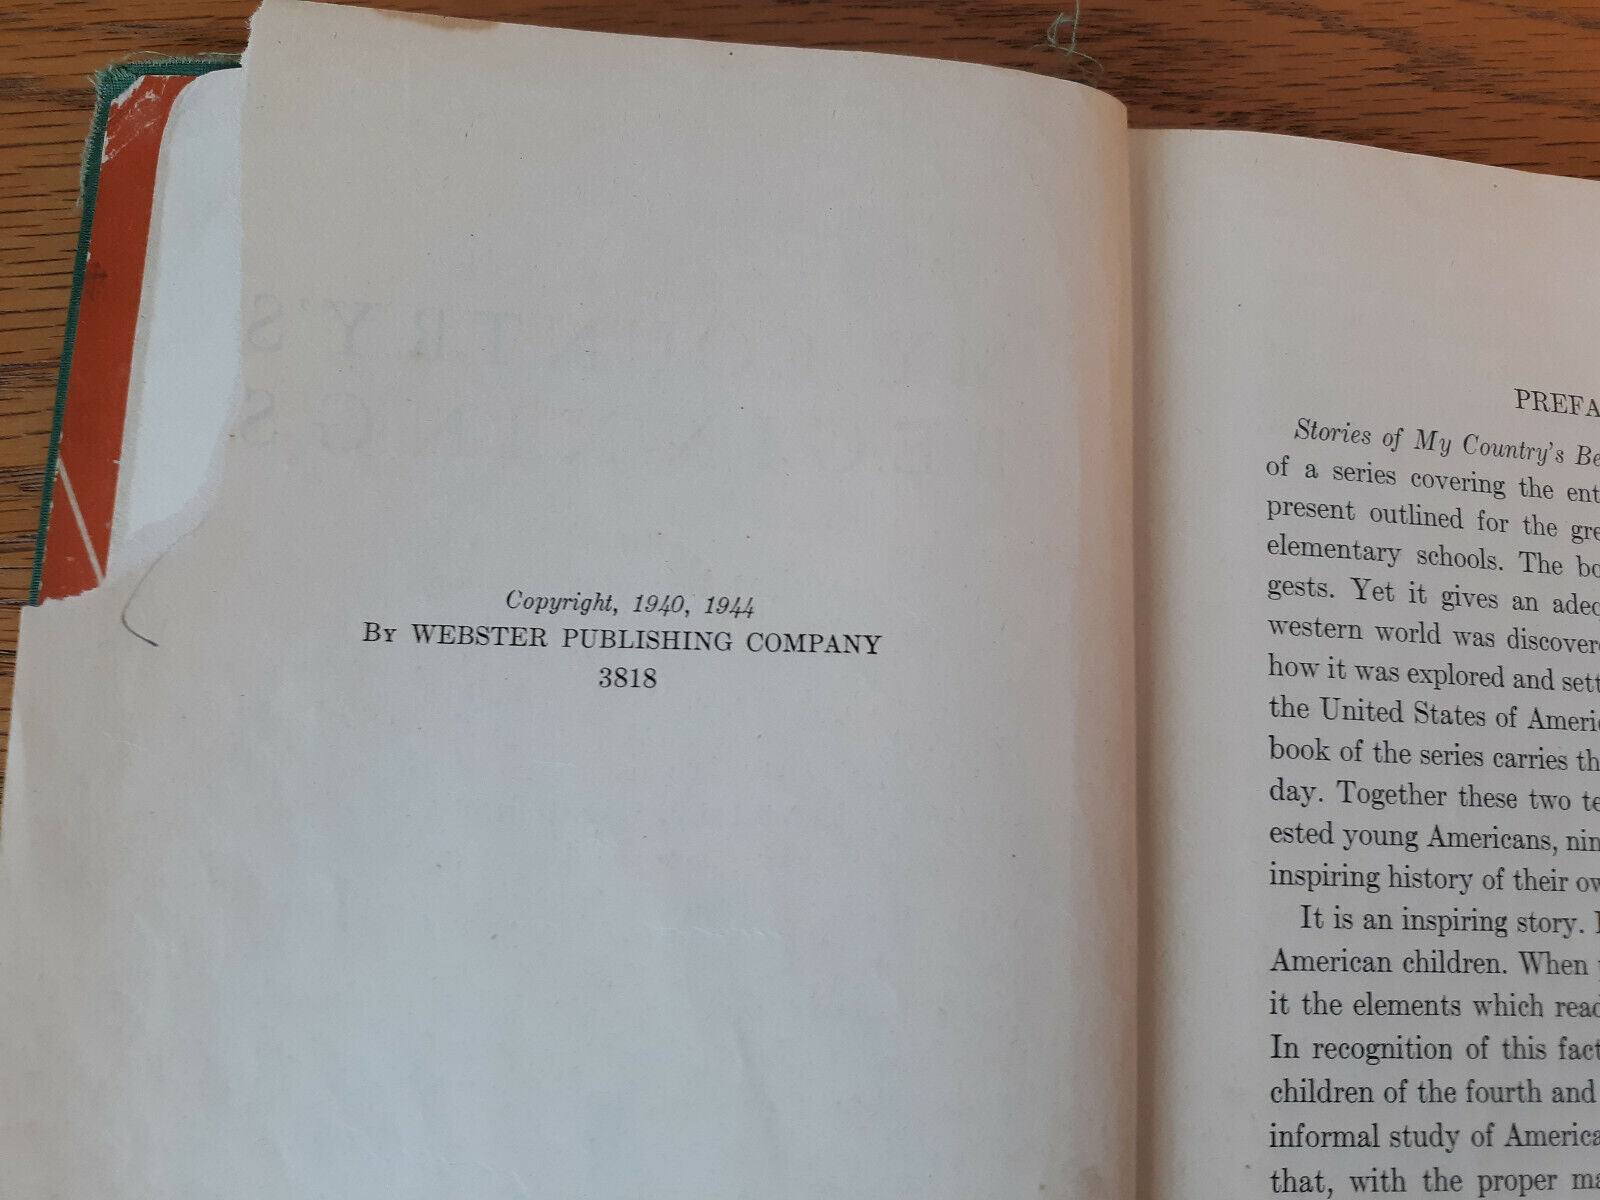 Copyright, 1940, 1944
By WEBSTER PUBLISHING COMPANY
3818
PREFA
Stories of My Country's Be
of a series covering the ent
present outlined for the gre
elementary schools. The bo
gests. Yet it gives an adeq
western world was discover
how it was explored and sett
the United States of Ameri
book of the series carries th
day. Together these two te
ested young Americans, nin
inspiring history of their ow
It is an inspiring story.
American children. When
it the elements which read
In recognition of this fact
children of the fourth and
informal study of America
that, with the proper ma